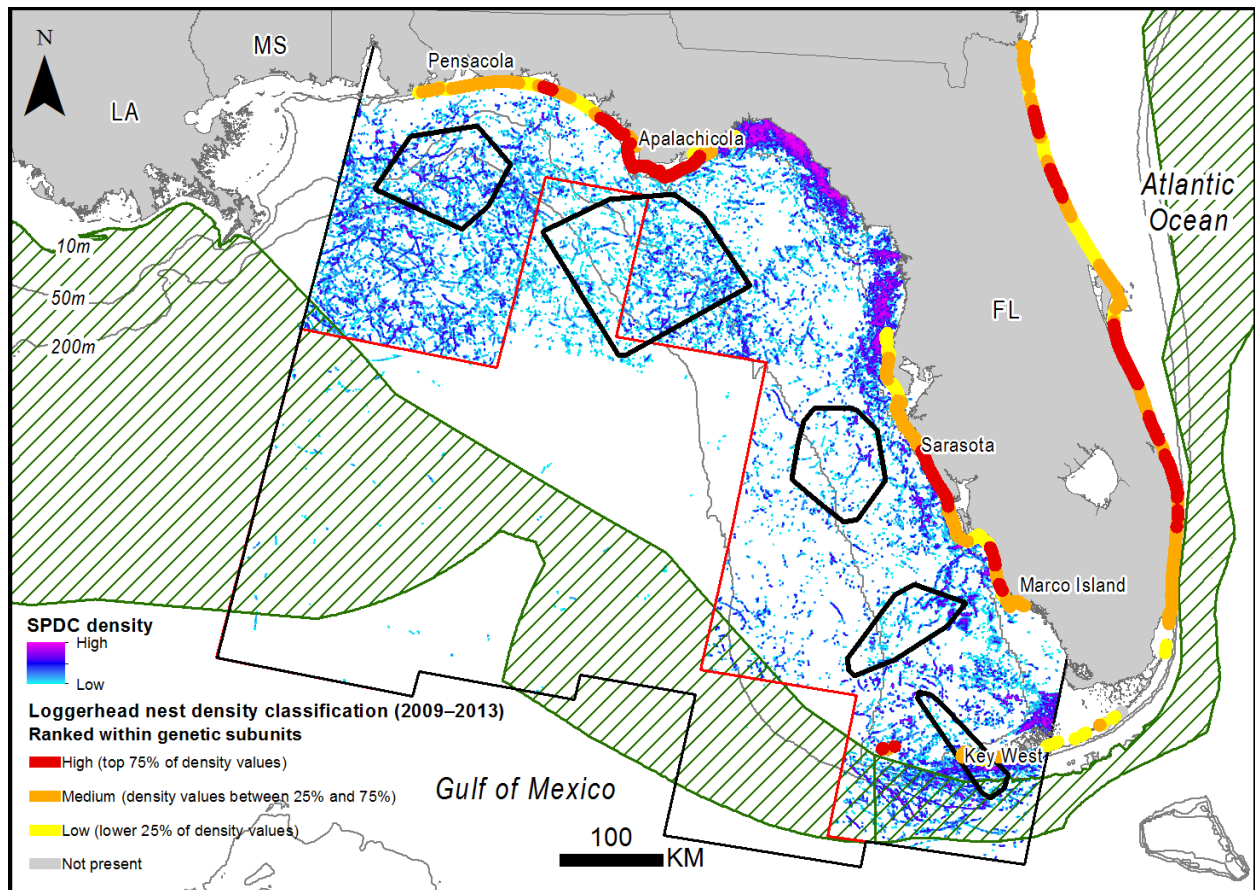 N
MS
Pensacola
LA
Apalachicola
Atlantic
Ocean
10m
50m
200m
FL
Sarasota
Marco Island
Key West
Gulf of Mexico
100
KM
SPDC density
High
Low
Loggerhead nest density classification (2009–2013)
Ranked within genetic subunits
High (top 75% of density values)
Medium (density values between 25% and 75%)
Low (lower 25% of density values)
Not present